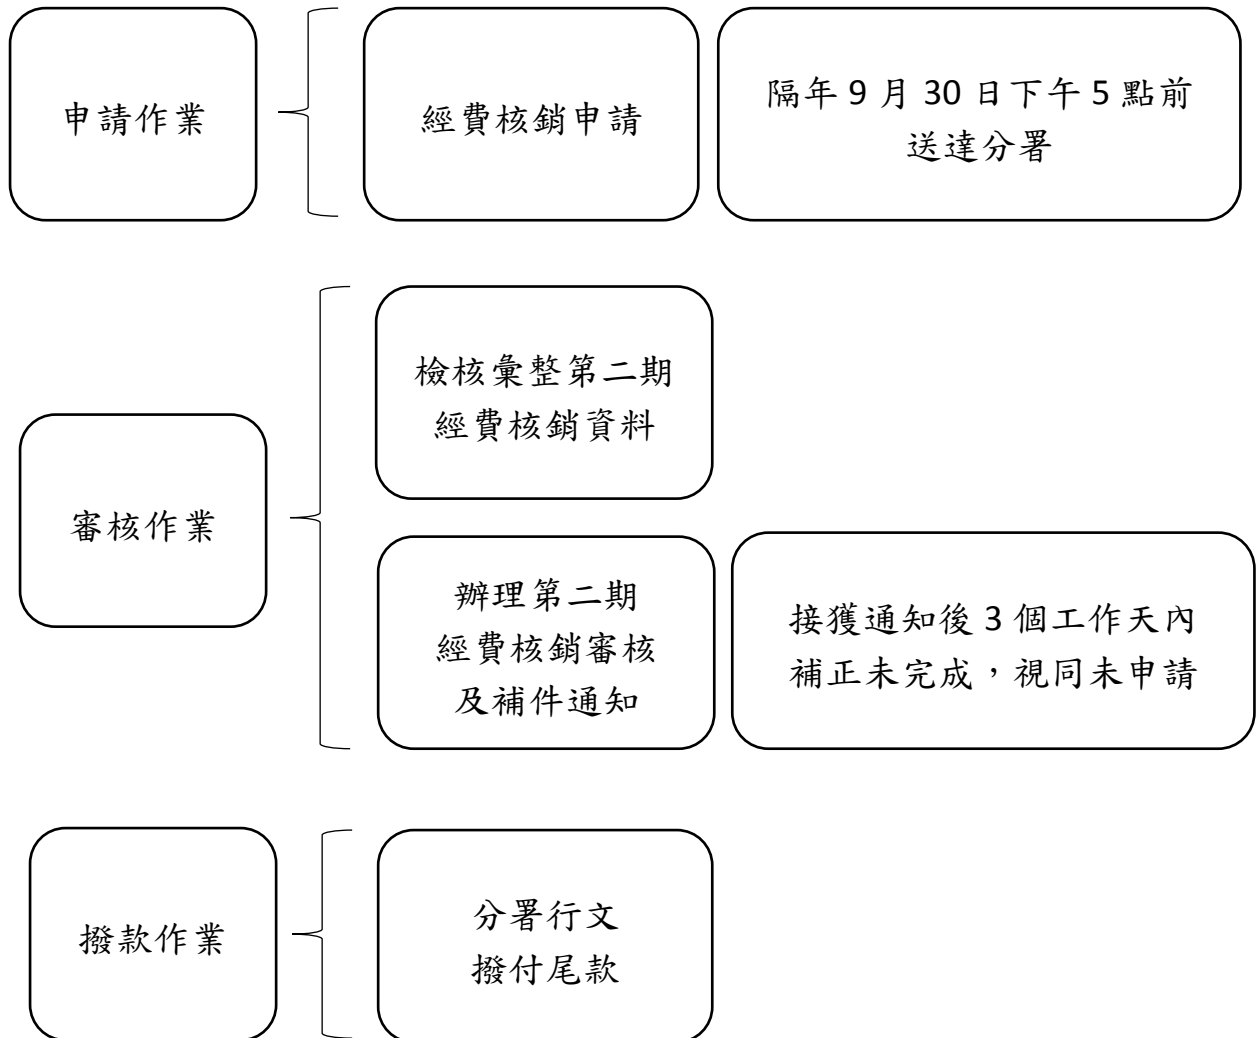 申請作業
經費核銷申請
隔年 9 月 30 日下午 5 點前
送達分署
審核作業
檢核彙整第二期
經費核銷資料
辦理第二期
經費核銷審核
及補件通知
接獲通知後 3 個工作天內
補正未完成，視同未申請
撥款作業
分署行文
撥付尾款